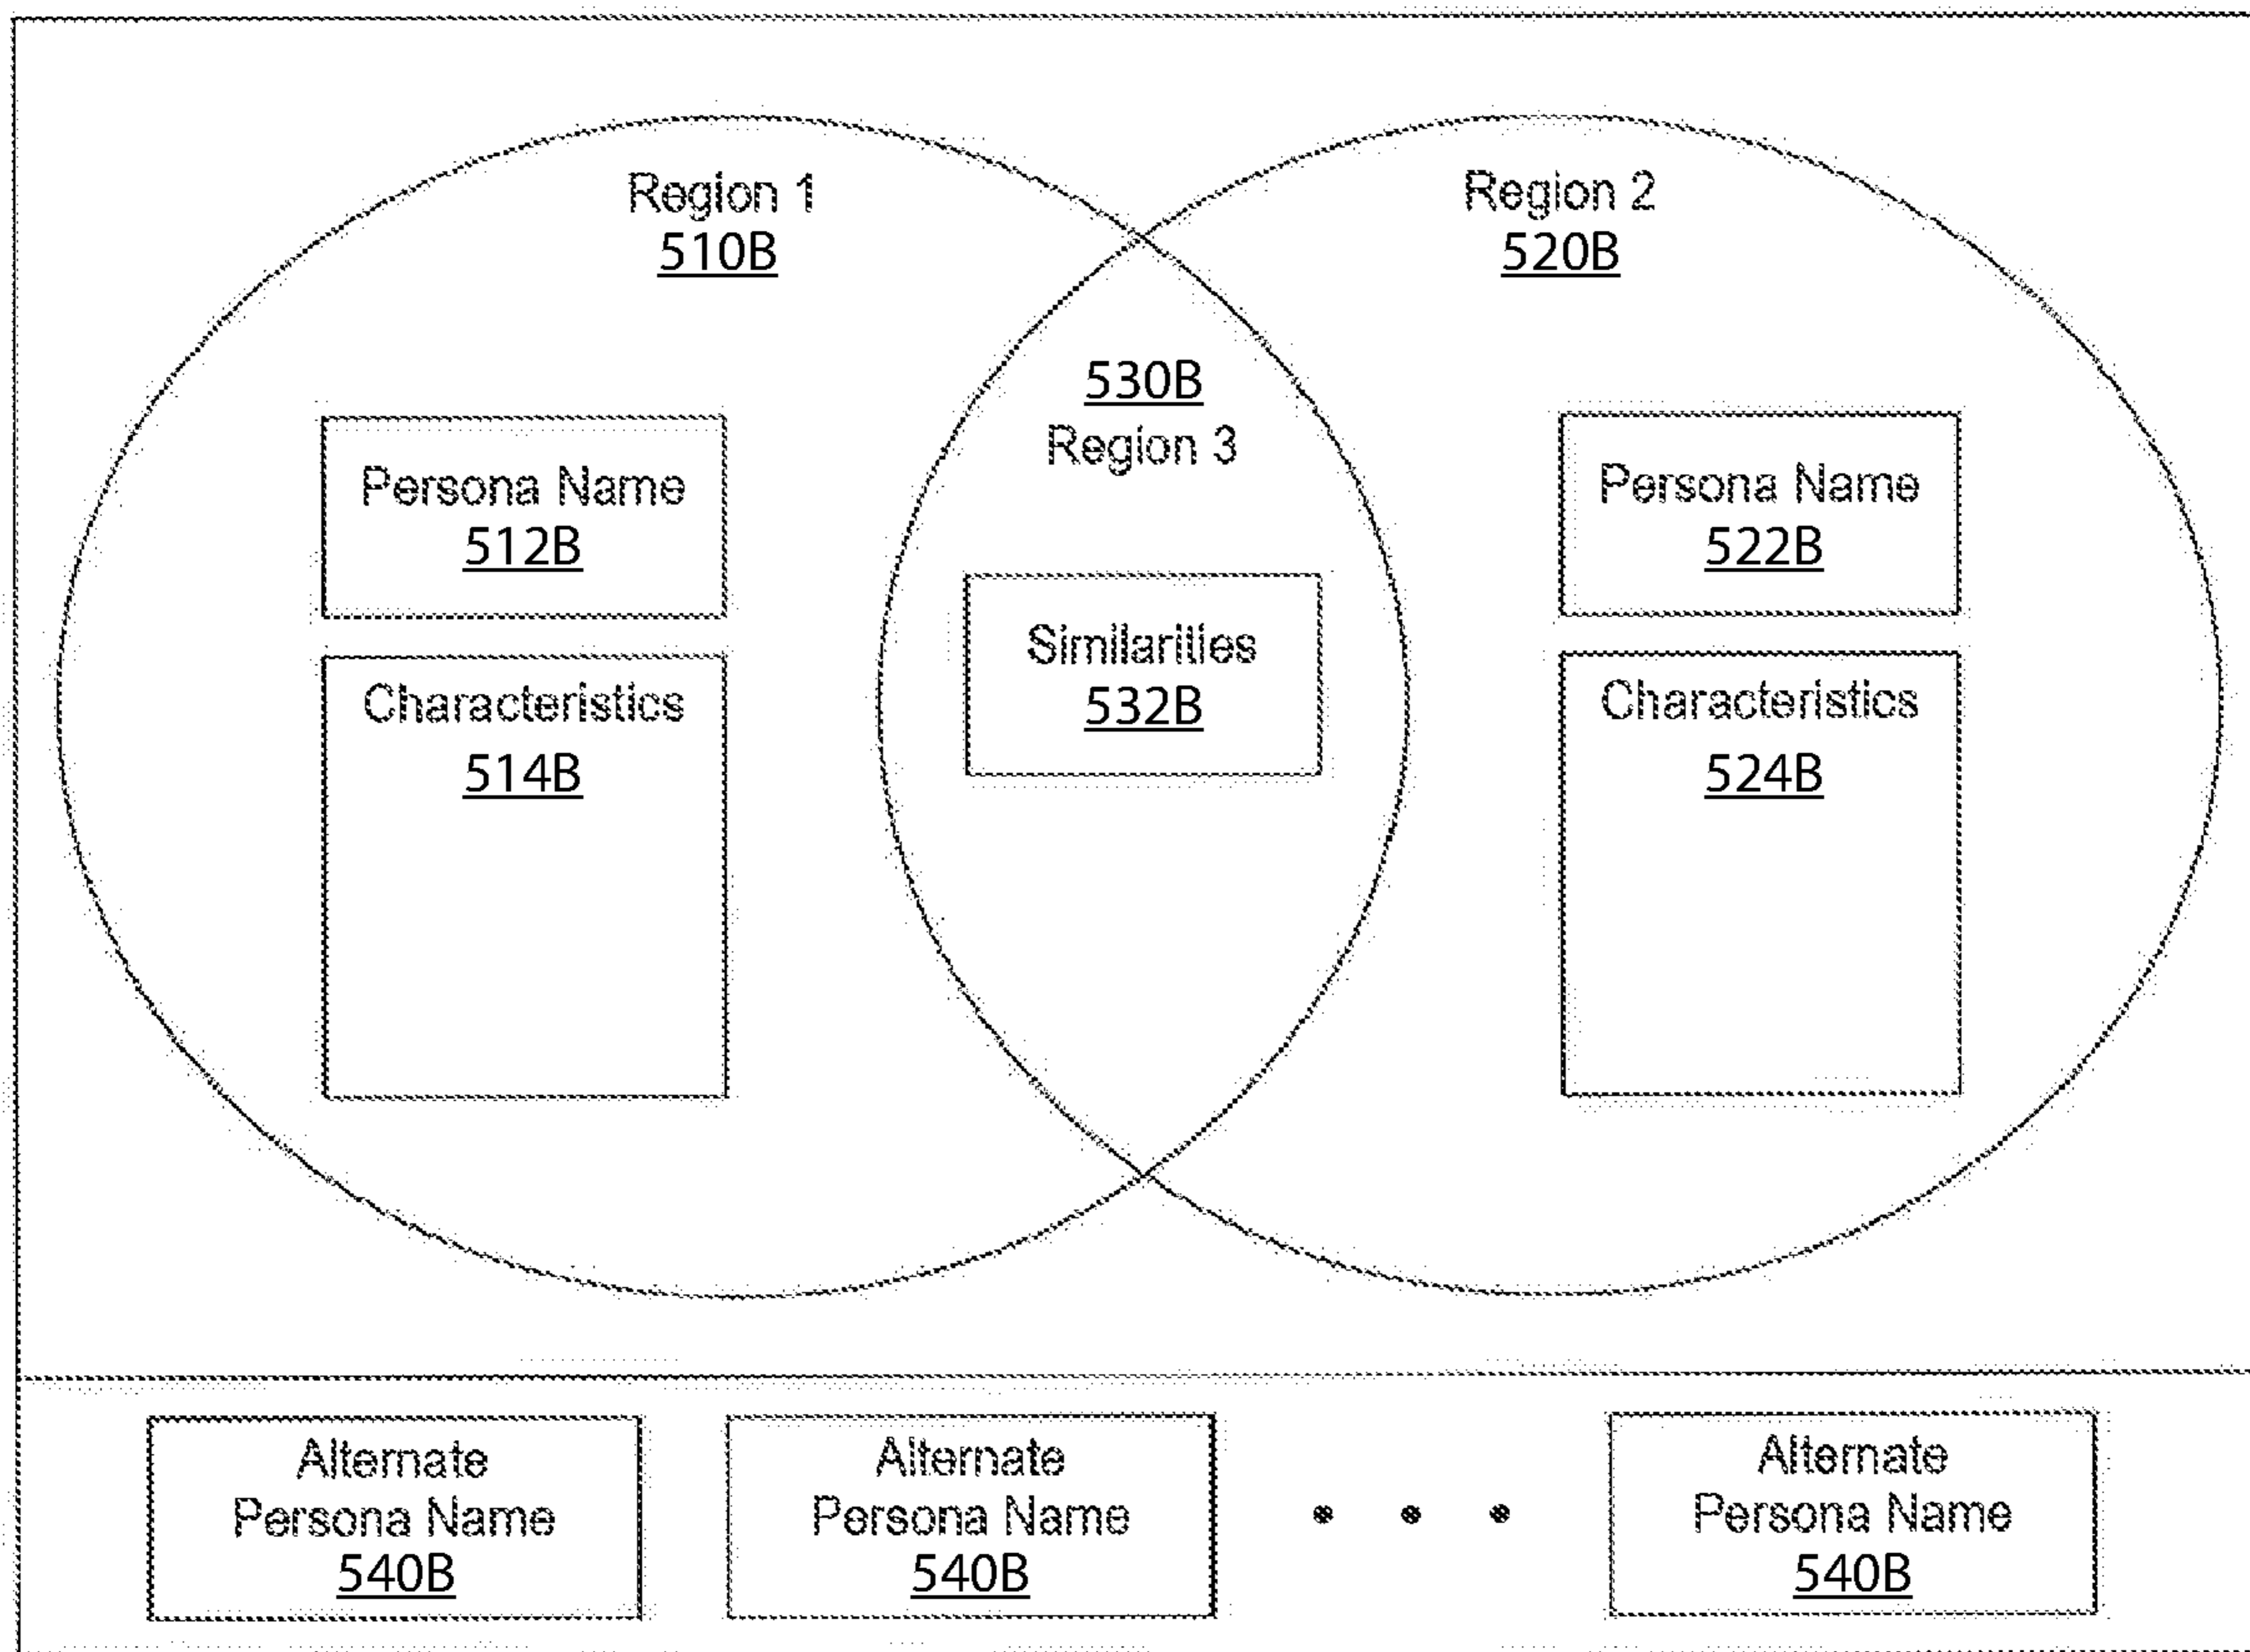 Region 1
510B
Region 2
520B
530B
Region 3
Persona Name
512B
Persona Name
522B
Similarities
532B
Characteristics
514B
Characteristics
524B
Alternate
Persona Name
540B
Alternate
Persona Name
540B
Alternate
Persona Name
540B